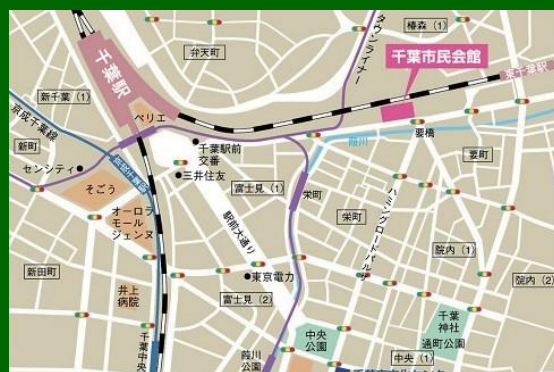 椿森（1）
タウンライナー
弁天町
千葉市民会館
千葉駅
東千葉駅
新千葉（1）
ペリエ
京成千葉線
葭川
要橋
新町
千葉駅前
交番
要町
センシティ
三井住友
富士見（1）
栄町
そごう
ハミングロードパルサ
栄町
オーロラ
モール
ジェンヌ
駅前大通り
院内（1）
新田町
東京電力
院内（2）
井上
病院
富士見（2）
千葉
神社
通町公園
中央
公園
千葉中央
葭川
公園
中央（1）